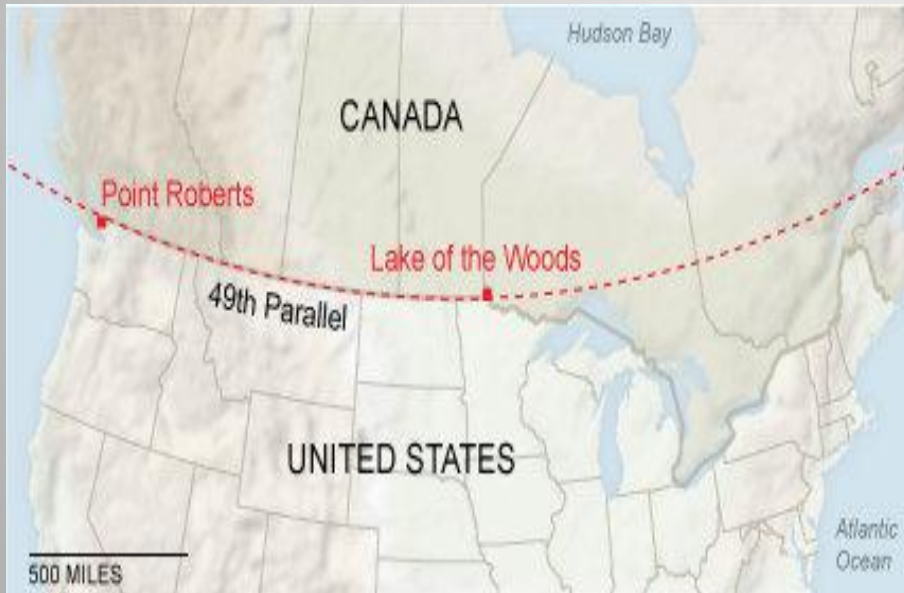 Hudson Bay
CANADA
Point Roberts
Lake of the Woods
49th Parallel
UNITED STATES
Atlantic
Ocean
500 MILES